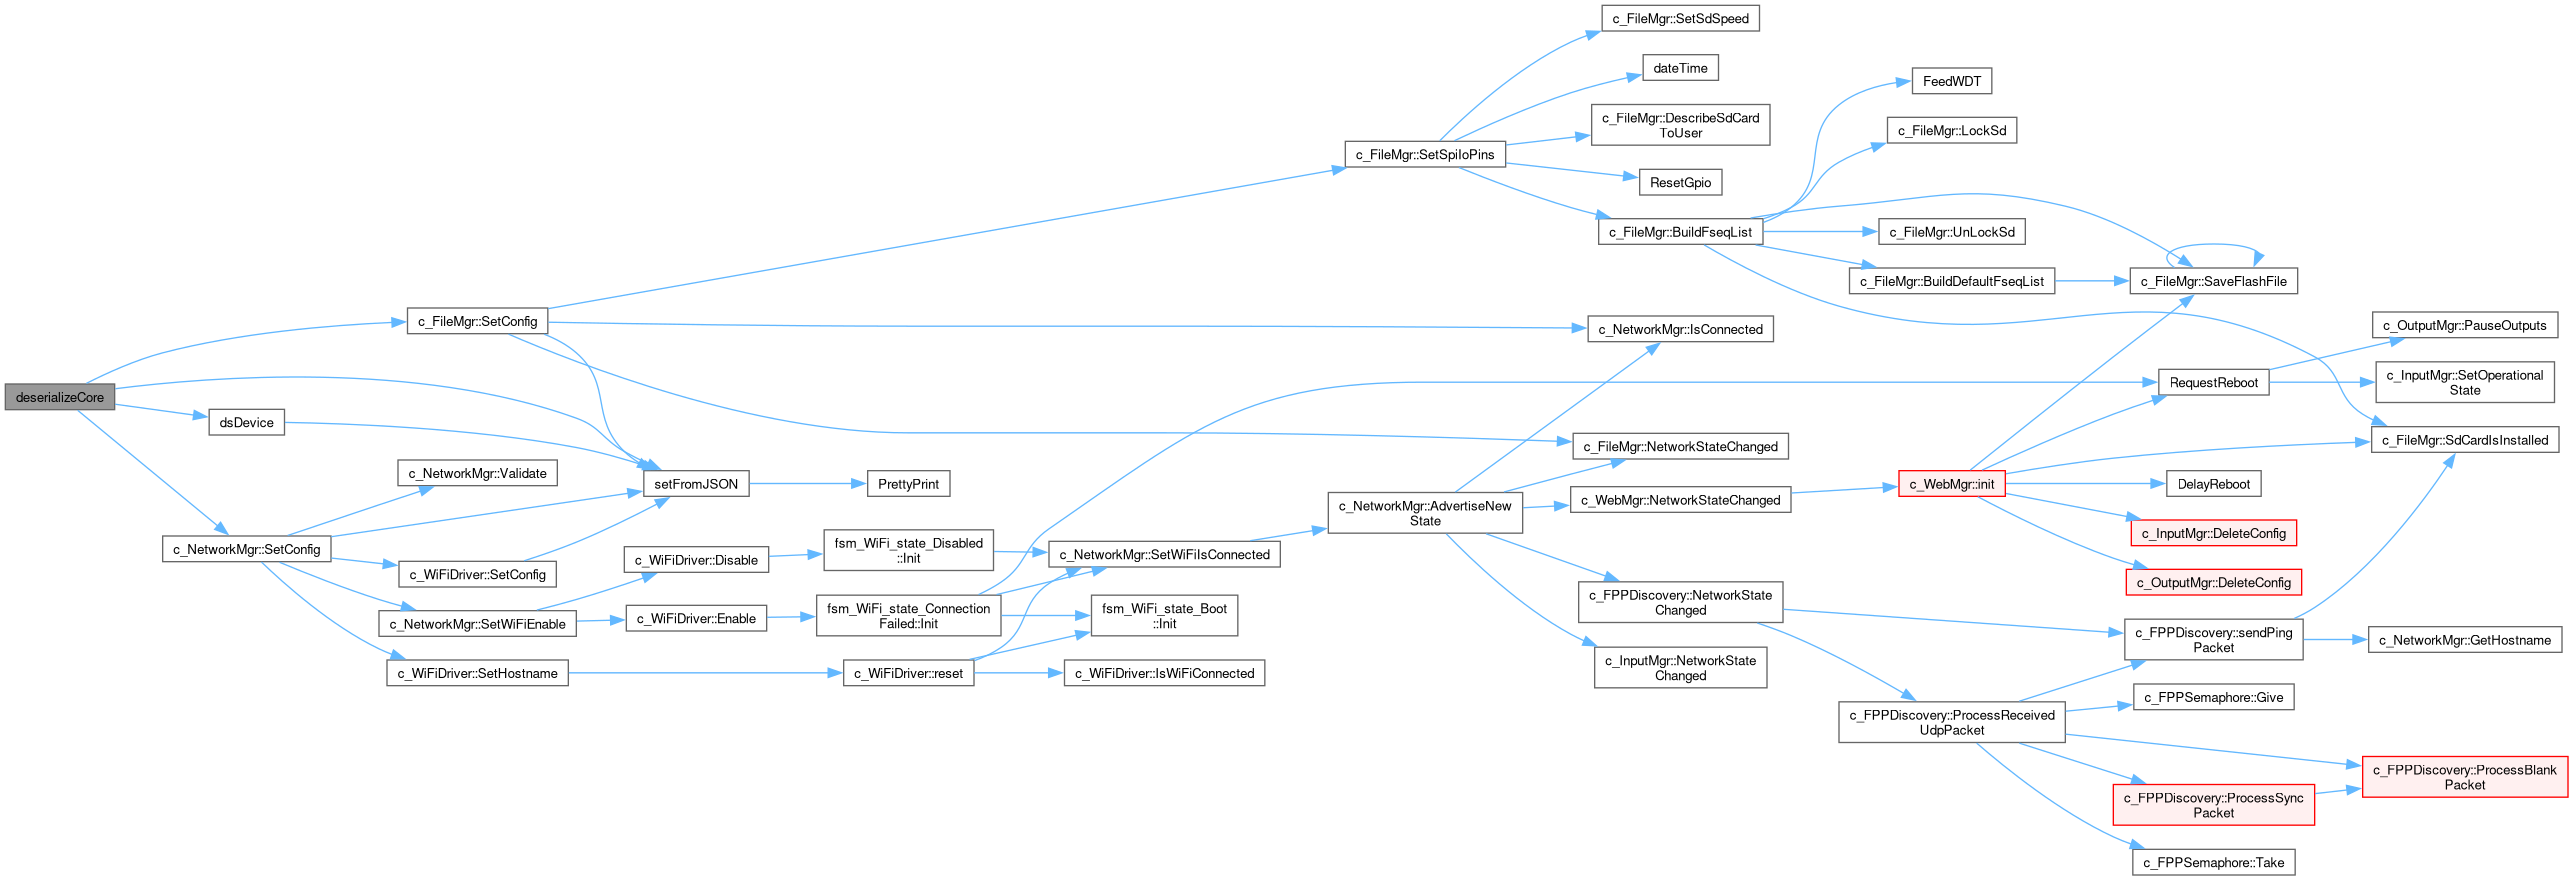 deserializeCore
c_FileMgr::SetConfig
dsDevice
c_NetworkMgr::SetConfig
c_NetworkMgr::Validate
c_WiFiDriver::SetConfig
c_NetworkMgr::SetWiFiEnable
c_WiFiDriver::SetHostname
setFromJSON
PrettyPrint
c_WiFiDriver::Disable
c_WiFiDriver::Enable
fsm_WiFi_state_Disabled
::Init
fsm_WiFi_state_Connection
Failed::Init
c_WiFiDriver::reset
c_NetworkMgr::SetWiFiIsConnected
fsm_WiFi_state_Boot
::Init
c_WiFiDriver::IsWiFiConnected
c_FileMgr::SetSpiIoPins
c_NetworkMgr::AdvertiseNew
State
c_FileMgr::SetSdSpeed
dateTime
c_FileMgr::DescribeSdCard
ToUser
ResetGpio
c_FileMgr::BuildFseqList
c_NetworkMgr::IsConnected
c_FileMgr::NetworkStateChanged
c_WebMgr::NetworkStateChanged
c_FPPDiscovery::NetworkState
Changed
c_InputMgr::NetworkState
Changed
FeedWDT
c_FileMgr::LockSd
c_FileMgr::UnLockSd
c_FileMgr::BuildDefaultFseqList
c_WebMgr::init
c_FPPDiscovery::ProcessReceived
UdpPacket
c_FileMgr::SaveFlashFile
RequestReboot
DelayReboot
c_InputMgr::DeleteConfig
c_OutputMgr::DeleteConfig
c_FPPDiscovery::sendPing
Packet
c_FPPSemaphore::Give
c_FPPDiscovery::ProcessSync
Packet
c_FPPSemaphore::Take
c_OutputMgr::PauseOutputs
c_InputMgr::SetOperational
State
c_FileMgr::SdCardIsInstalled
c_NetworkMgr::GetHostname
c_FPPDiscovery::ProcessBlank
Packet